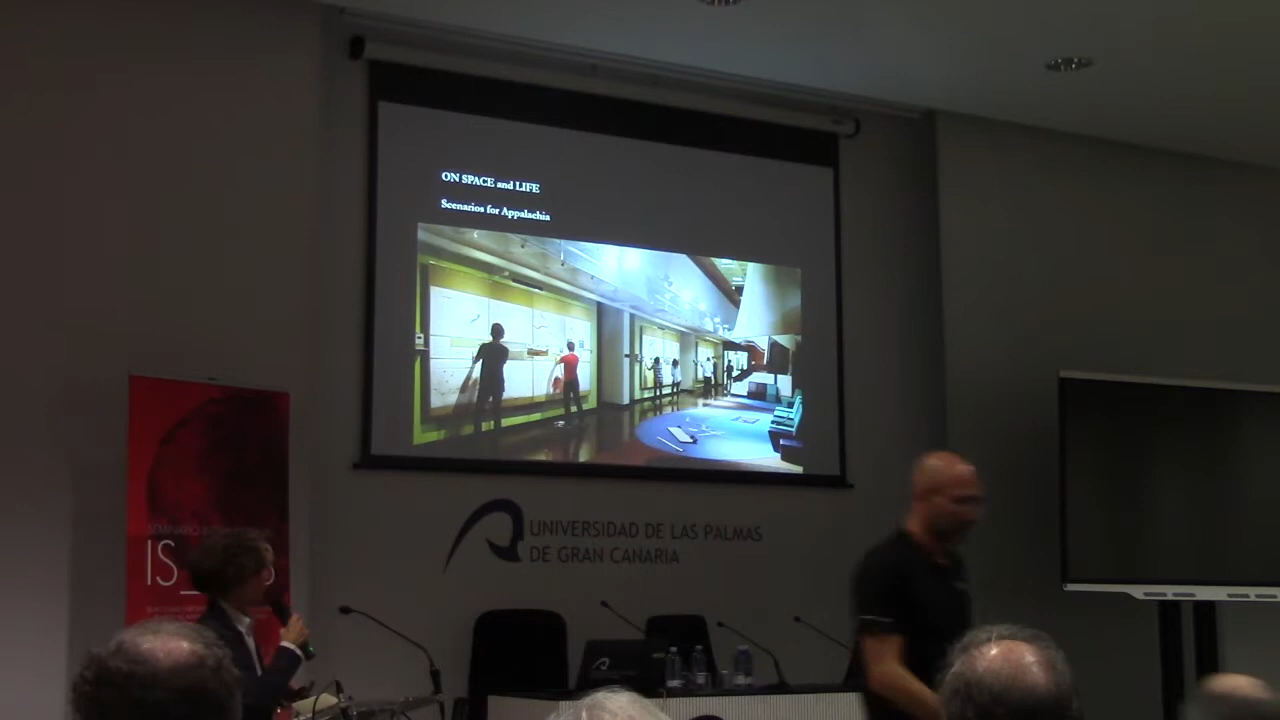 ON SPACE and LIFE
Scenarios for Appalachia
UNIVERSIDAD DE LAS PALMAS
DE GRAN CANARIA
IS_